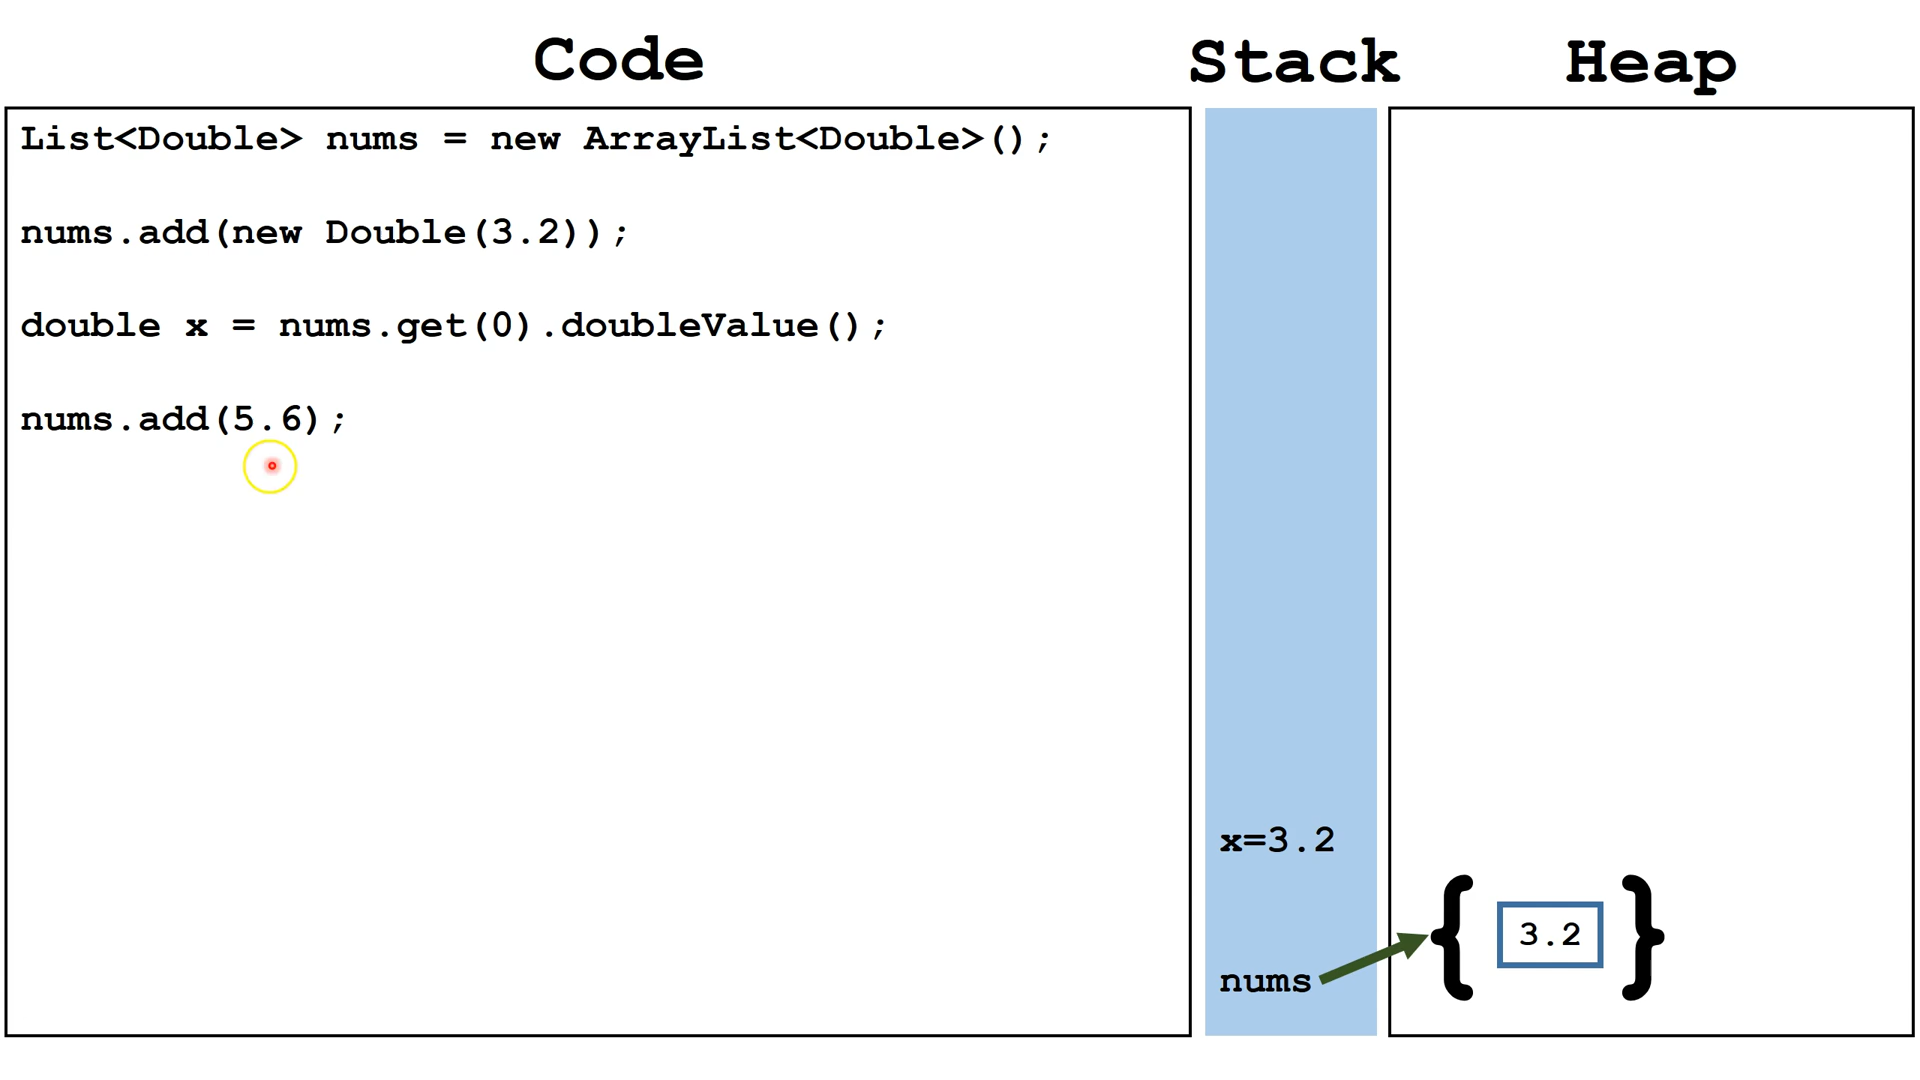 Code
Stack
Heap
List<Double> nums = new ArrayList<Double>();
nums.add(new Double(3.2));
double x = nums.get(0).doubleValue();
nums.add(5.6);
x=3.2
nums
{ 3.2 }